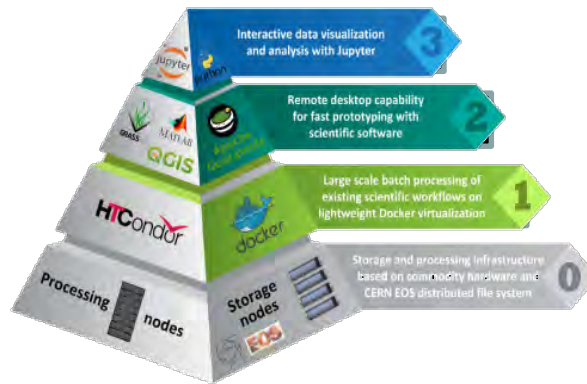 jupyter
python
Interactive data visualization
and analysis with Jupyter
3
GRASS
MATLAB
QGIS
Remote desktop capability
for fast prototyping with
scientific software
2
HTCondor
docker
Large scale batch processing of
existing scientific workflows on
lightweight Docker virtualization
1
Processing
nodes
Storage
nodes
EOS
Storage and processing infrastructure
based on commodity hardware and
CERN EOS distributed file system
0